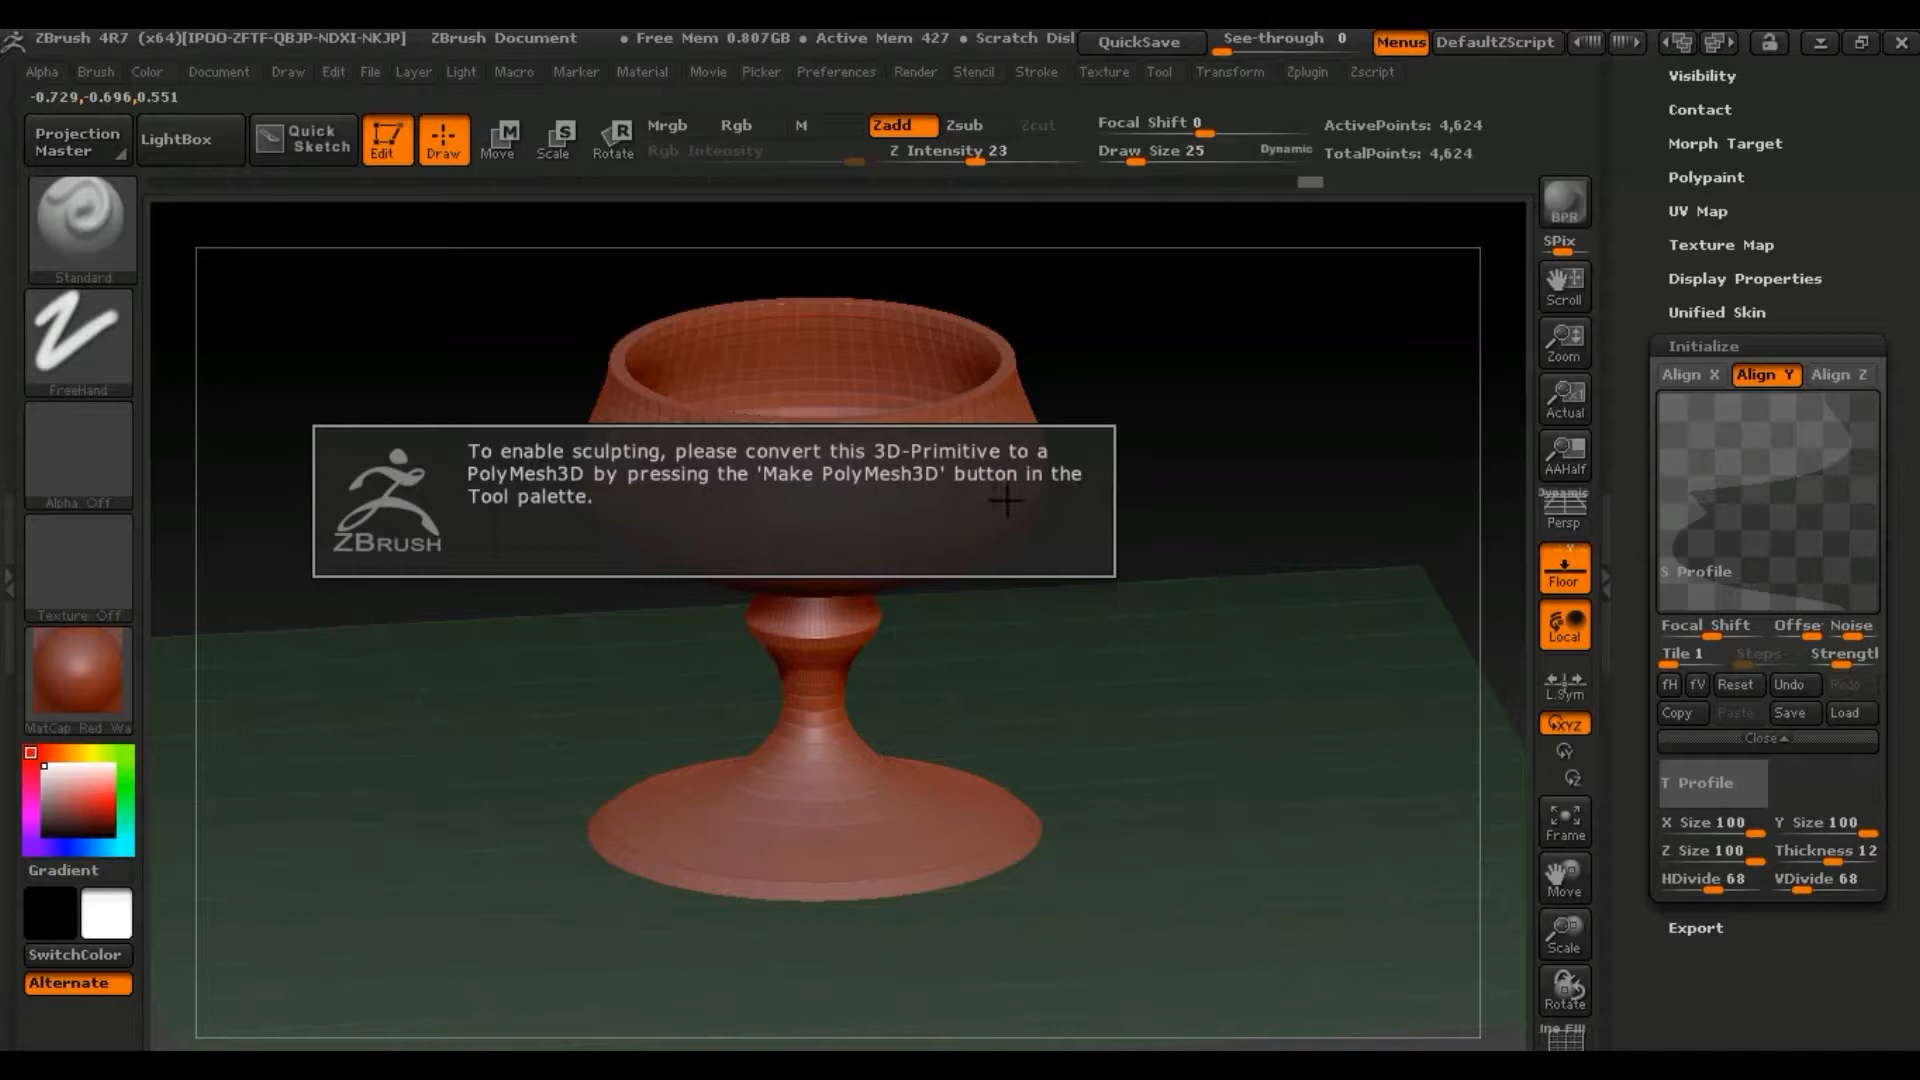 ZBrush 4R7 (x64)[IPOO-ZFTF-QBJP-NDXI-NKJP] ZBrush Document • Free Mem 0.807GB • Active Mem 427 • Scratch Disl QuickSave See-through 0 Menus DefaultZScript
Alpha Brush Color Document Draw Edit File Layer Light Macro Marker Material Movie Picker Preferences Render Stencil Stroke Texture Tool Transform Zplugin Zscript
-0.729,-0.696,0.551
Projection Master
LightBox
Quick Sketch
Edit
Draw
M
Move
S
Scale
R
Rotate
Mrgb Rgb M
Rgb Intensity
Zadd Zsub Zcut
Z Intensity 23
Focal Shift 0
Draw Size 25
Dynamic
ActivePoints: 4,624
TotalPoints: 4,624
Standard
FreeHand
Alpha Off
Texture Off
MatCap Red Wa
Gradient
SwitchColor
Alternate
To enable sculpting, please convert this 3D-Primitive to a
PolyMesh3D by pressing the 'Make PolyMesh3D' button in the
Tool palette.
ZBRUSH
BPR
SPix
Scroll
Zoom
Actual
AAHalf
Dynamic
Persp
Floor
Local
L.Sym
XYZ
Y
Z
Frame
Move
Scale
Rotate
Visibility
Contact
Morph Target
Polypaint
UV Map
Texture Map
Display Properties
Unified Skin
Initialize
Align X Align Y Align Z
S Profile
Focal Shift Offse Noise
Tile 1 Steps Strengtl
fH fV Reset Undo Redo
Copy Paste Save Load
Close
T Profile
X Size 100 Y Size 100
Z Size 100 Thickness 12
HDivide 68 VDivide 68
Export